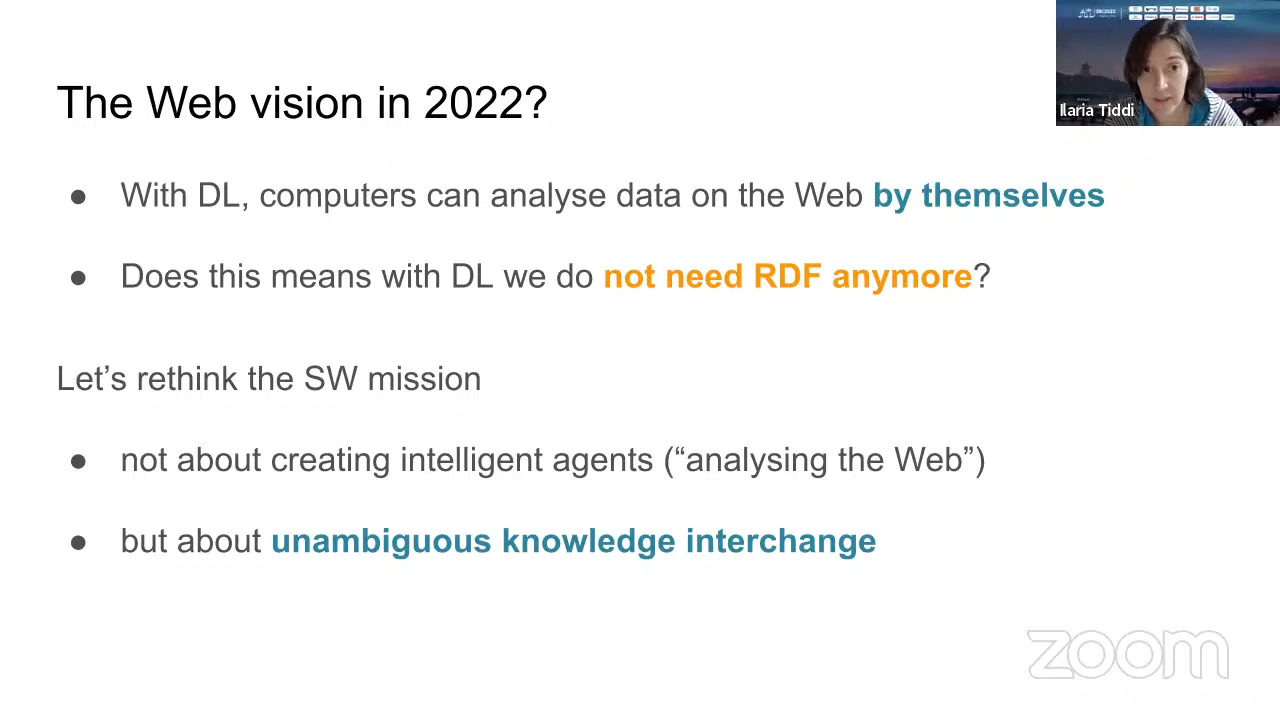 The Web vision in 2022?
Ilaria Tiddi
● With DL, computers can analyse data on the Web by themselves
● Does this means with DL we do not need RDF anymore?
Let’s rethink the SW mission
● not about creating intelligent agents (“analysing the Web”)
● but about unambiguous knowledge interchange
zoom